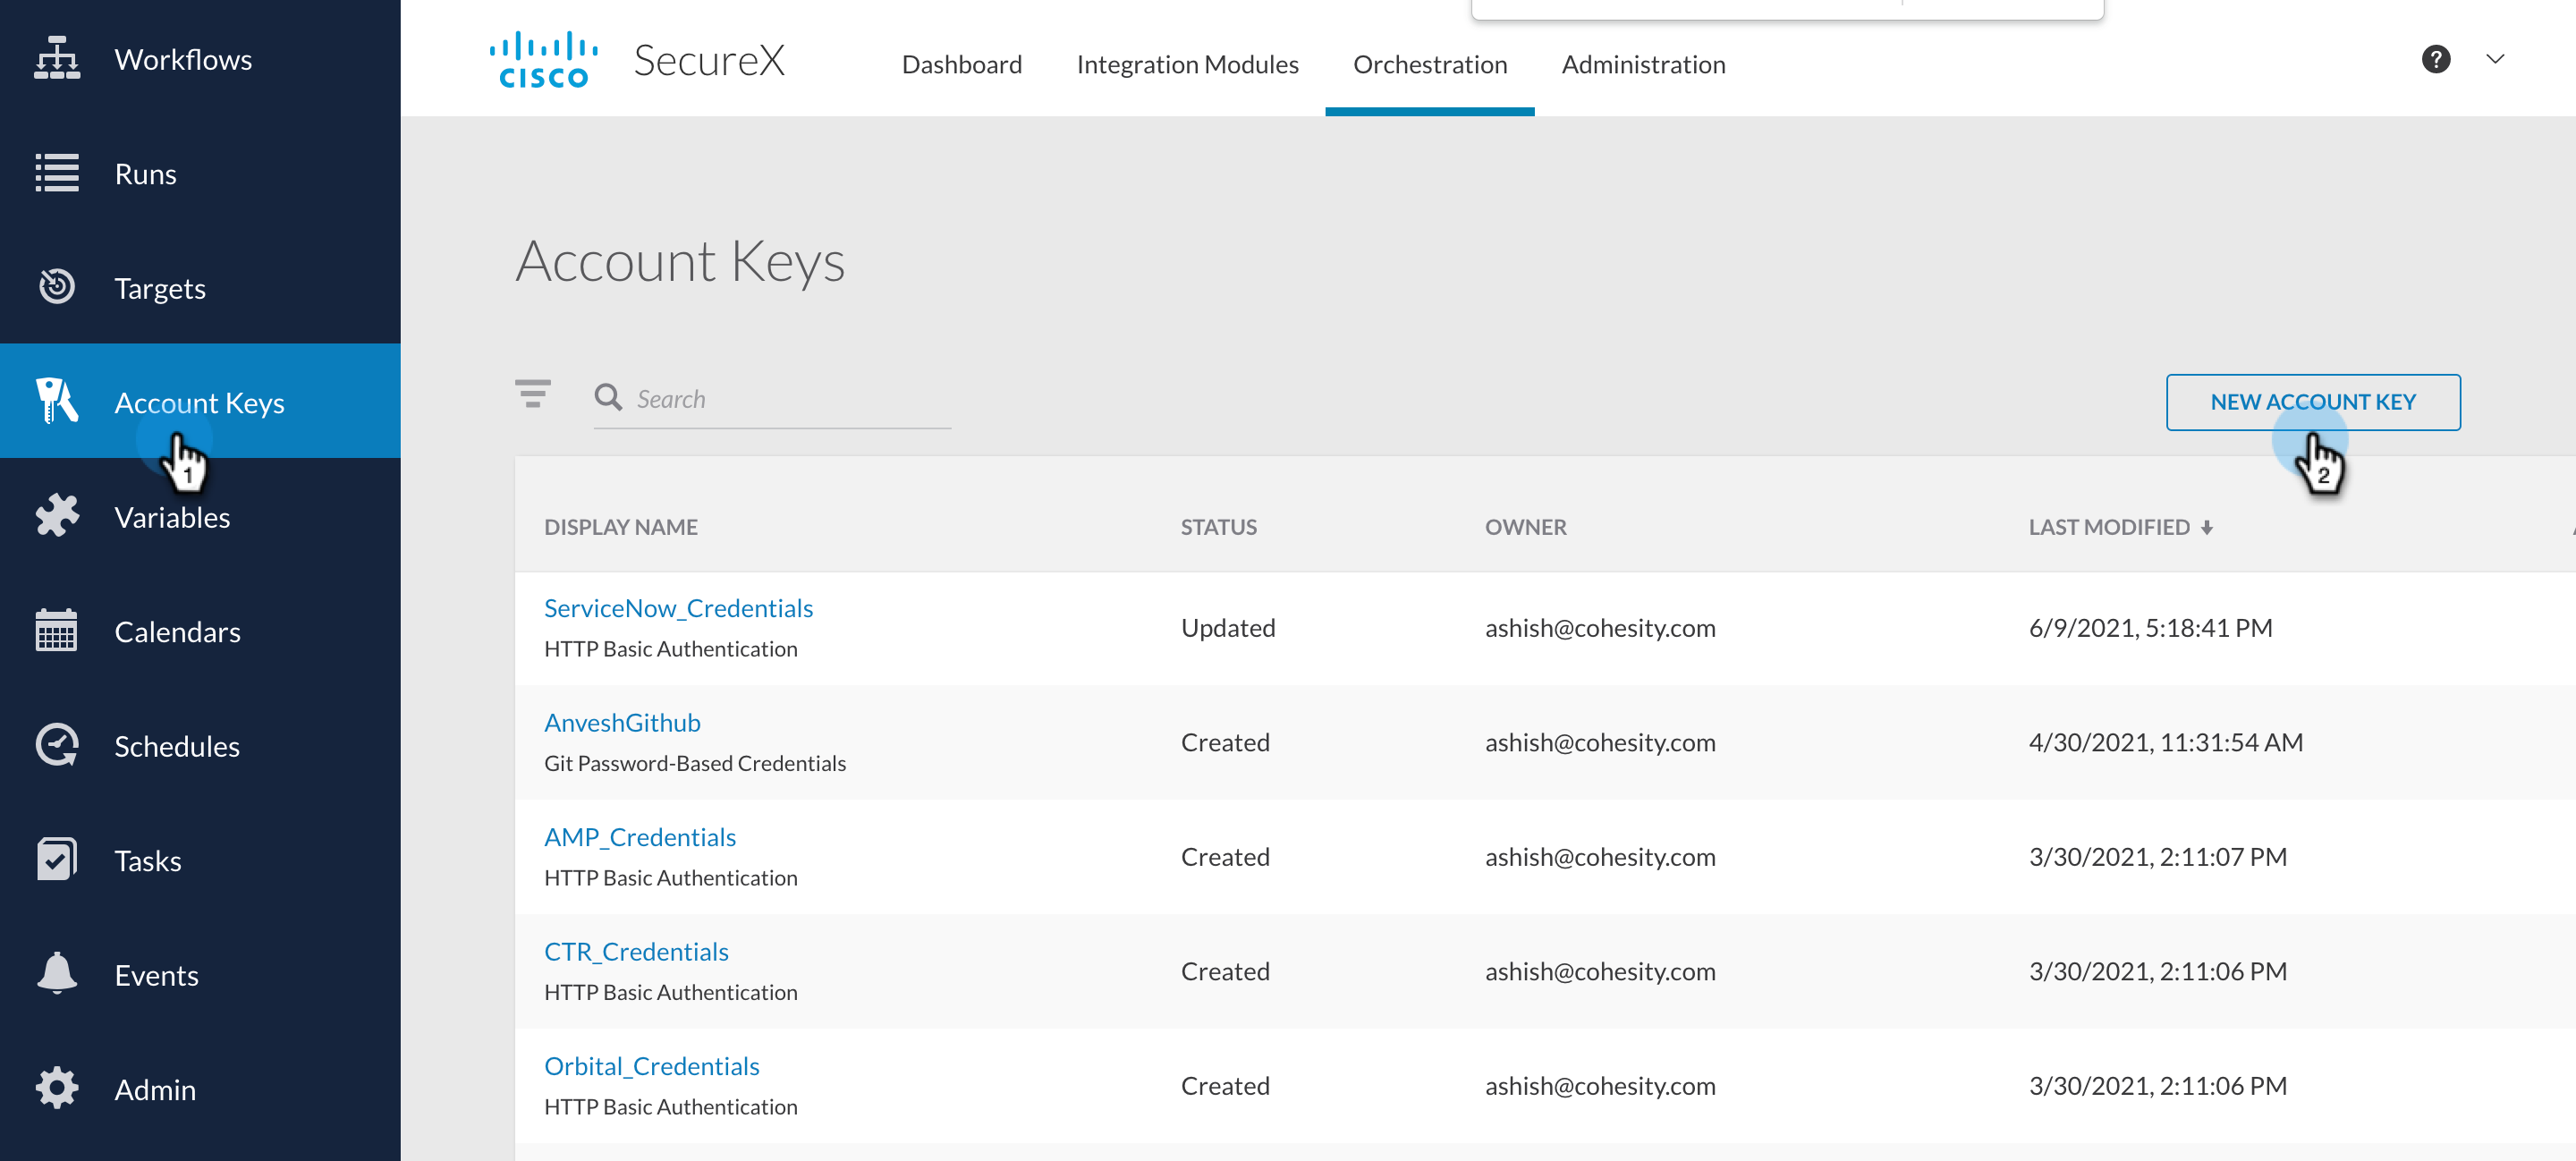 Workflows
Runs
Targets
Account Keys
1
Variables
Calendars
Schedules
Tasks
Events
Admin
CISCO SecureX
Dashboard Integration Modules Orchestration Administration
?
Account Keys
Search
NEW ACCOUNT KEY
2
DISPLAY NAME STATUS OWNER LAST MODIFIED
ServiceNow_Credentials
HTTP Basic Authentication
Updated ashish@cohesity.com 6/9/2021, 5:18:41 PM
AnveshGithub
Git Password-Based Credentials
Created ashish@cohesity.com 4/30/2021, 11:31:54 AM
AMP_Credentials
HTTP Basic Authentication
Created ashish@cohesity.com 3/30/2021, 2:11:07 PM
CTR_Credentials
HTTP Basic Authentication
Created ashish@cohesity.com 3/30/2021, 2:11:06 PM
Orbital_Credentials
HTTP Basic Authentication
Created ashish@cohesity.com 3/30/2021, 2:11:06 PM